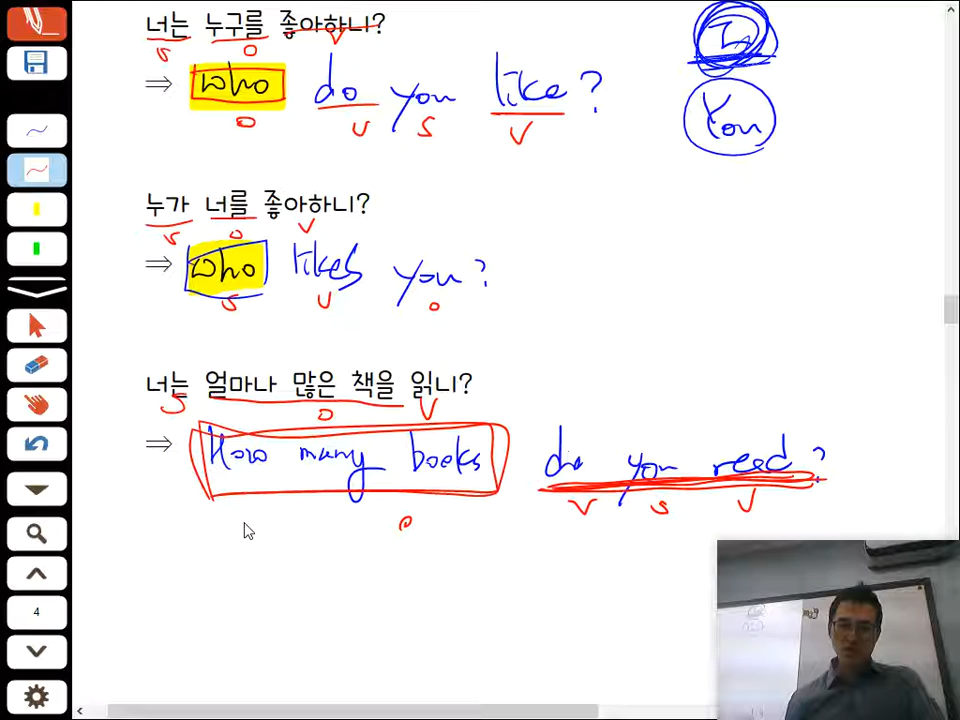 너는 누구를 좋아하니?
S O V
⇒ who do you like?
O V S V
You
누가 너를 좋아하니?
S O V
⇒ who likes you?
S V O
너는 얼마나 많은 책을 읽니?
S O V
⇒ How many books do you read?
O V S V
4